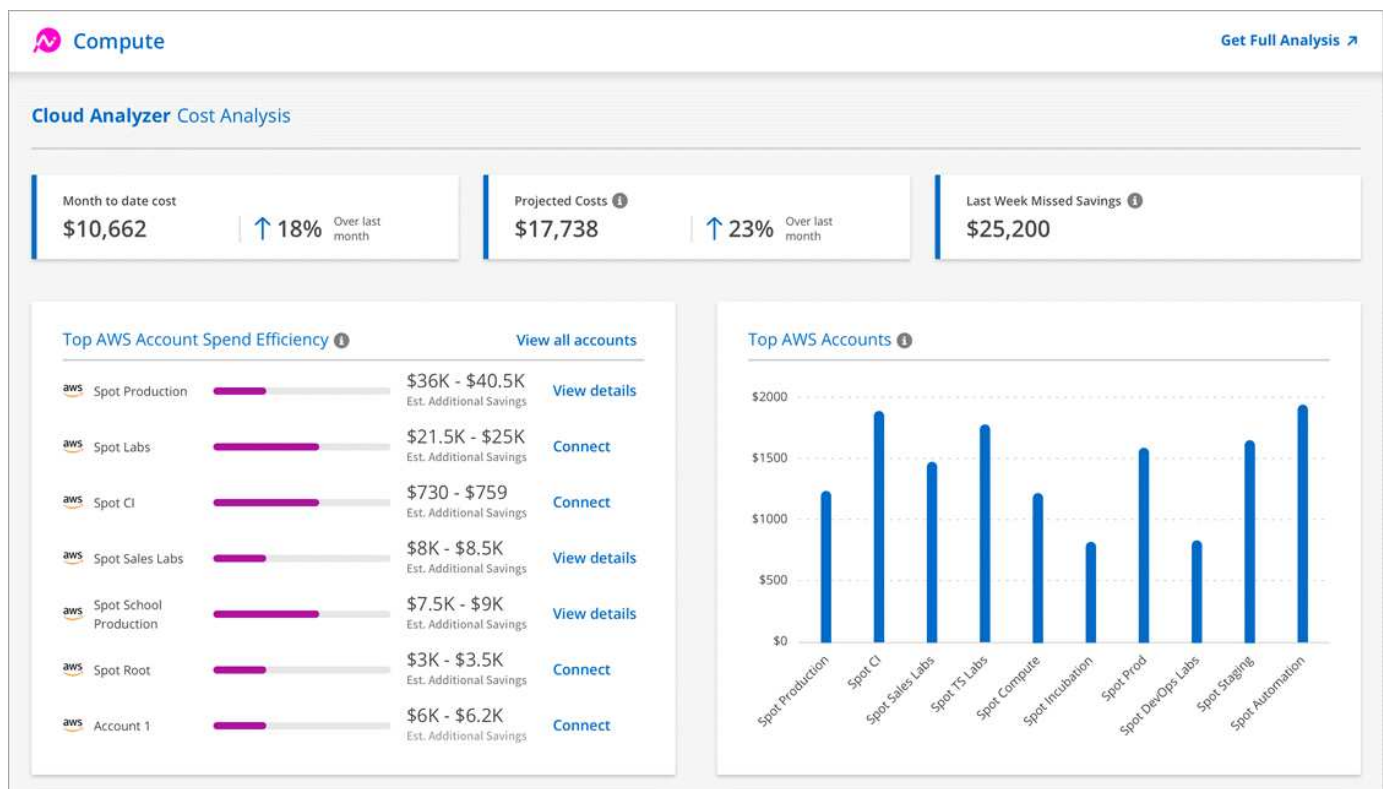 Compute
Get Full Analysis ↗
Cloud Analyzer Cost Analysis
Month to date cost
$10,662
↑ 18% Over last
month
Projected Costs
$17,738
↑ 23% Over last
month
Last Week Missed Savings
$25,200
Top AWS Account Spend Efficiency
View all accounts
aws Spot Production
$36K - $40.5K
Est. Additional Savings
View details
aws Spot Labs
$21.5K - $25K
Est. Additional Savings
Connect
aws Spot CI
$730 - $759
Est. Additional Savings
Connect
aws Spot Sales Labs
$8K - $8.5K
Est. Additional Savings
View details
aws Spot School
Production
$7.5K - $9K
Est. Additional Savings
View details
aws Spot Root
$3K - $3.5K
Est. Additional Savings
Connect
aws Account 1
$6K - $6.2K
Est. Additional Savings
Connect
Top AWS Accounts
$2000
$1500
$1000
$500
$0
Spot Production
Spot CI
Spot Sales Labs
Spot TS Labs
Spot Compute
Spot Incubation
Spot Prod
Spot DevOps Labs
Spot Staging
Spot Automation